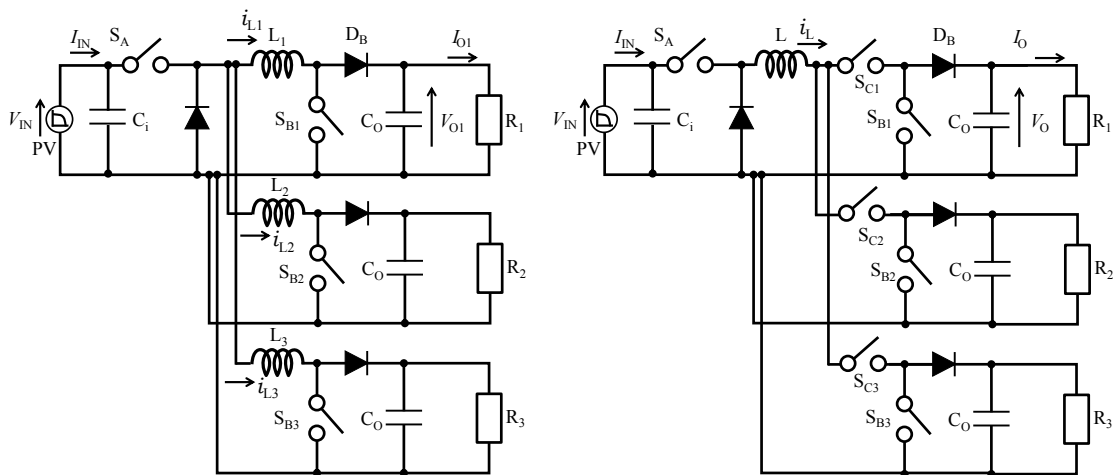 I_IN S_A i_L1 L_1 D_B I_O1
V_IN PV C_i S_B1 C_O V_O1 R_1
L_2
i_L2 S_B2 C_O R_2
L_3
i_L3 S_B3 C_O R_3
I_IN S_A L i_L D_B I_O
V_IN PV C_i S_C1 S_B1 C_O V_O R_1
S_C2
S_B2 C_O R_2
S_C3
S_B3 C_O R_3